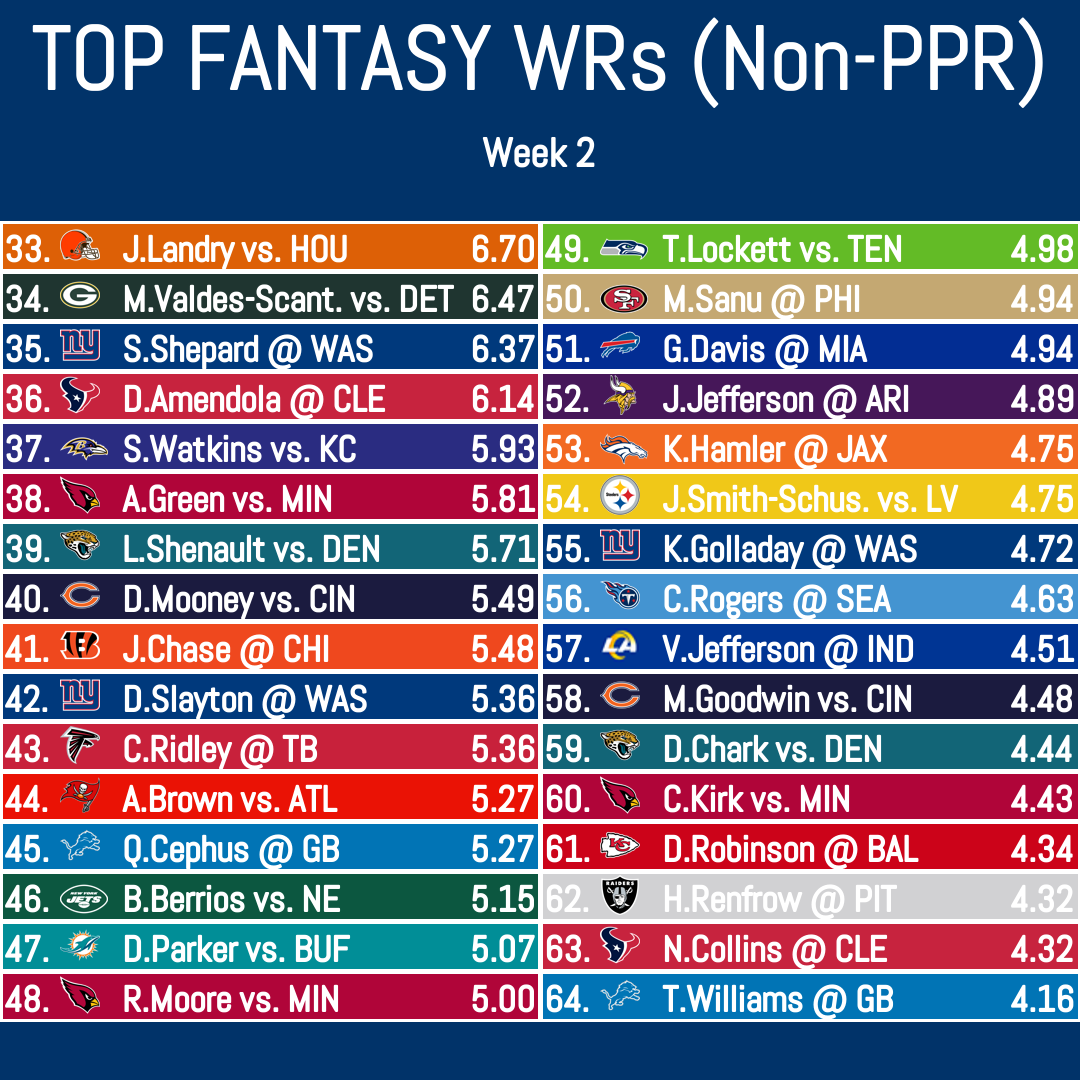 TOP FANTASY WRs (Non-PPR)
Week 2
33. J.Landry vs. HOU 6.70
34. M.Valdes-Scant. vs. DET 6.47
35. S.Shepard @ WAS 6.37
36. D.Amendola @ CLE 6.14
37. S.Watkins vs. KC 5.93
38. A.Green vs. MIN 5.81
39. L.Shenault vs. DEN 5.71
40. D.Mooney vs. CIN 5.49
41. J.Chase @ CHI 5.48
42. D.Slayton @ WAS 5.36
43. C.Ridley @ TB 5.36
44. A.Brown vs. ATL 5.27
45. Q.Cephus @ GB 5.27
46. B.Berrios vs. NE 5.15
47. D.Parker vs. BUF 5.07
48. R.Moore vs. MIN 5.00
49. T.Lockett vs. TEN 4.98
50. M.Sanu @ PHI 4.94
51. G.Davis @ MIA 4.94
52. J.Jefferson @ ARI 4.89
53. K.Hamler @ JAX 4.75
54. J.Smith-Schus. vs. LV 4.75
55. K.Golladay @ WAS 4.72
56. C.Rogers @ SEA 4.63
57. V.Jefferson @ IND 4.51
58. M.Goodwin vs. CIN 4.48
59. D.Chark vs. DEN 4.44
60. C.Kirk vs. MIN 4.43
61. D.Robinson @ BAL 4.34
62. H.Renfrow @ PIT 4.32
63. N.Collins @ CLE 4.32
64. T.Williams @ GB 4.16